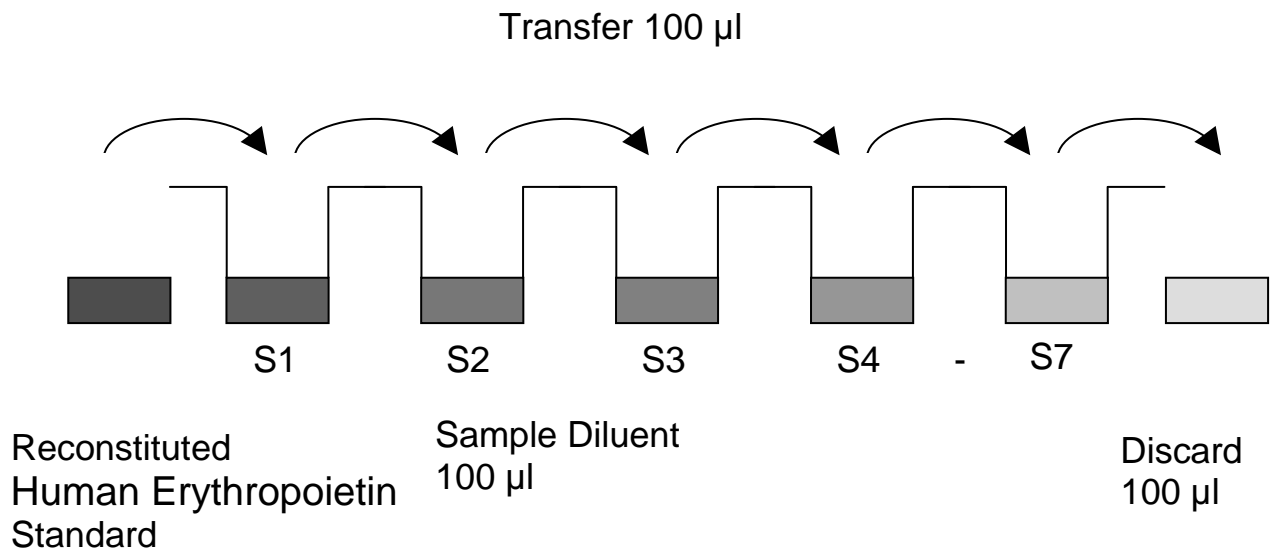 Transfer 100 µl
S1 S2 S3 S4 - S7
Reconstituted
Human Erythropoietin
Standard
Sample Diluent
100 µl
Discard
100 µl